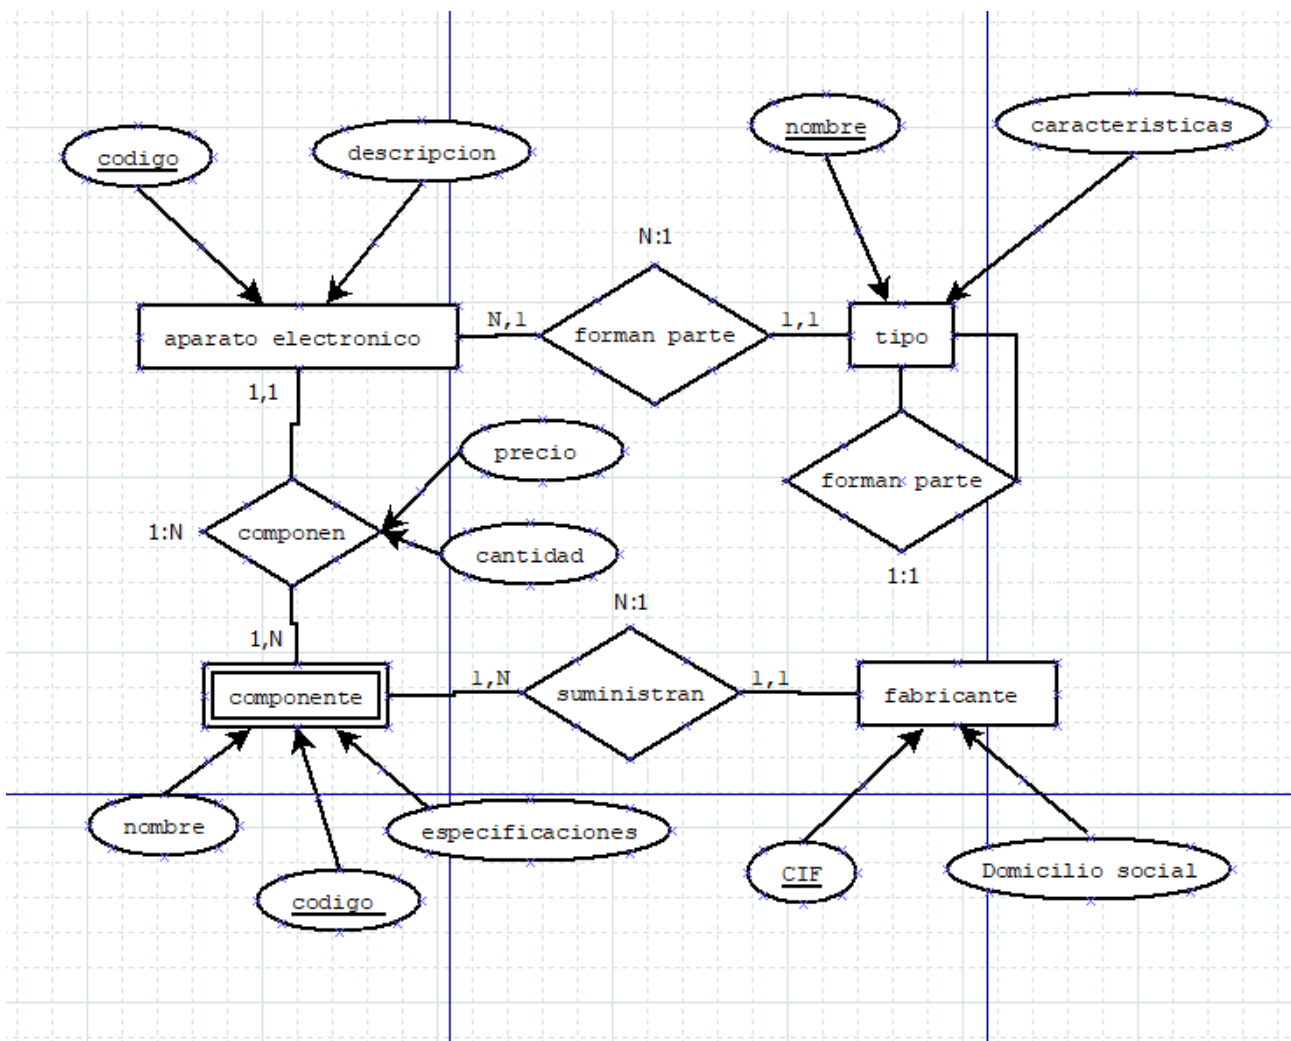 nombre
caracteristicas
codigo
descripcion
N:1
N,1
forman parte
1,1
aparato electronico
tipo
1,1
precio
forman parte
1:N
componen
cantidad
1:1
N:1
1,N
componente
1,N
suministran
1,1
fabricante
nombre
especificaciones
CIF
Domicilio social
codigo